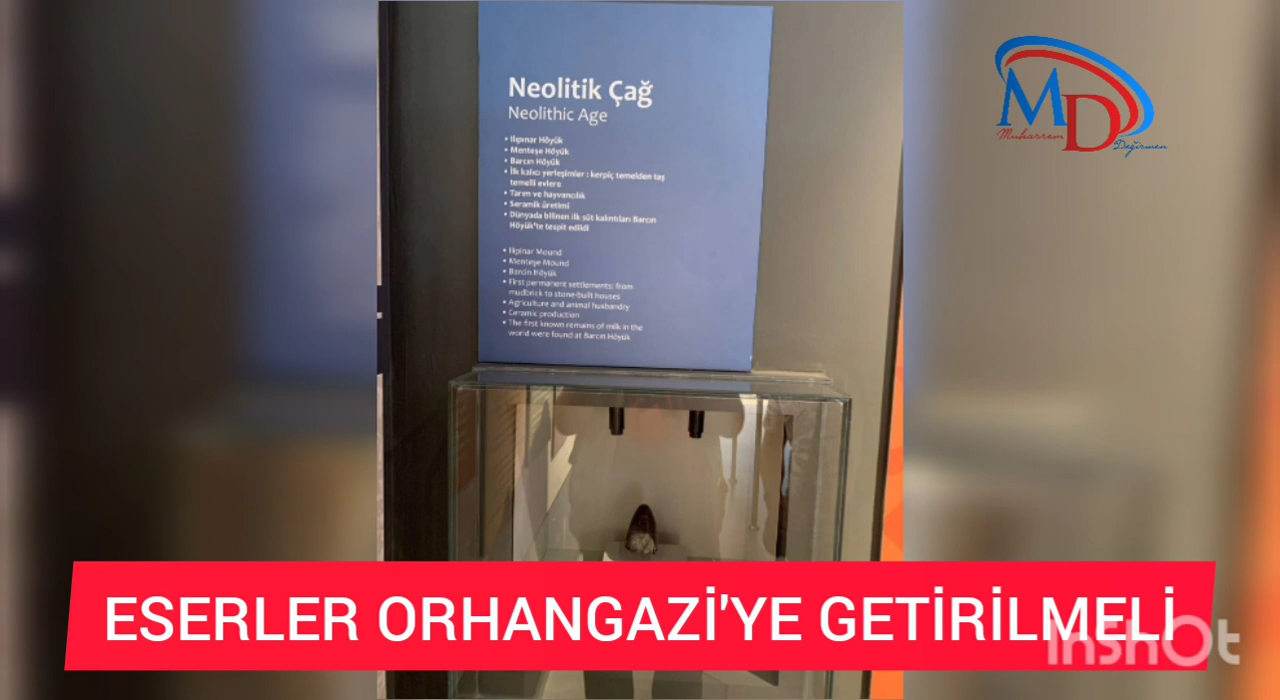 Neolitik Çağ
Neolithic Age
• Ilıpınar Höyük
• Menteşe Höyük
• Barcın Höyük
• İlk kalıcı yerleşimler : kerpiç temelden taş
temelli evlere
• Tarım ve hayvancılık
• Seramik üretimi
• Dünyada bilinen ilk süt kalıntıları Barcın
Höyük'te tespit edildi
• Ilıpınar Mound
• Menteşe Mound
• Barcın Höyük
• First permanent settlements: from
mudbrick to stone-built houses
• Agriculture and animal husbandry
• Ceramic production
• The first known remains of milk in the
world were found at Barcın Höyük
MD
Muharrem
Değirmen
ESERLER ORHANGAZİ'YE GETİRİLMELİ
InShOt